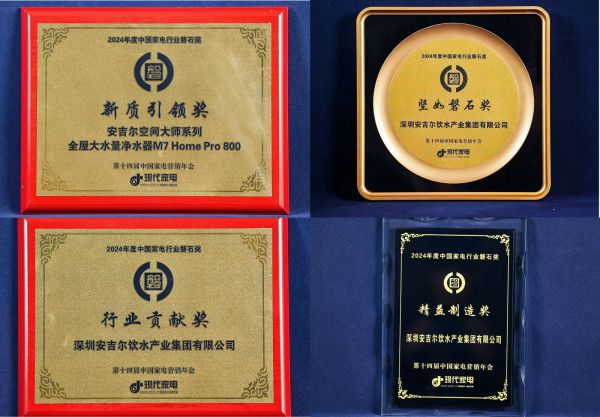 2024年度中国家电行业磐石奖
磐
新质引领奖
安吉尔空间大师系列
全屋大水量净水器M7 Home Pro 800
第十四届中国家电营销年会
现代家电
2024年度中国家电行业磐石奖
磐
坚如磐石奖
深圳安吉尔饮水产业集团有限公司
第十四届中国家电营销年会
现代家电
2024年度中国家电行业磐石奖
磐
行业贡献奖
深圳安吉尔饮水产业集团有限公司
第十四届中国家电营销年会
现代家电
2024年度中国家电行业磐石奖
磐
精益制造奖
深圳安吉尔饮水产业集团有限公司
第十四届中国家电营销年会
现代家电